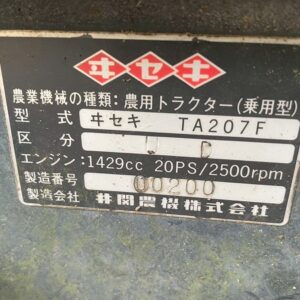 ヰセキ
農業機械の種類:農用トラクター(乗用型)
型式 ヰセキ TA207F
区分 D
エンジン:1429cc 20PS/2500rpm
製造番号 00200
製造会社 井関農機株式会社